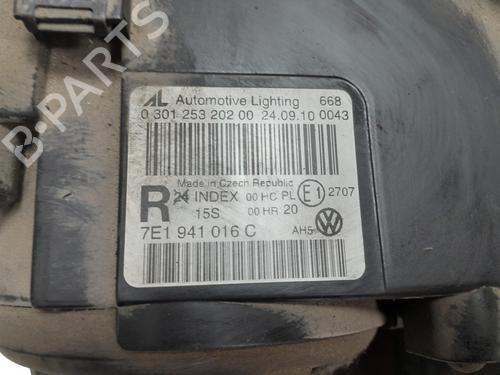 AL Automotive Lighting 668
0 301 253 202 00 24.09.10 0043
Made in Czech Republic
R 24 INDEX 00 HC PL E1 2707
15S 00 HR 20
7E1 941 016 C AH5